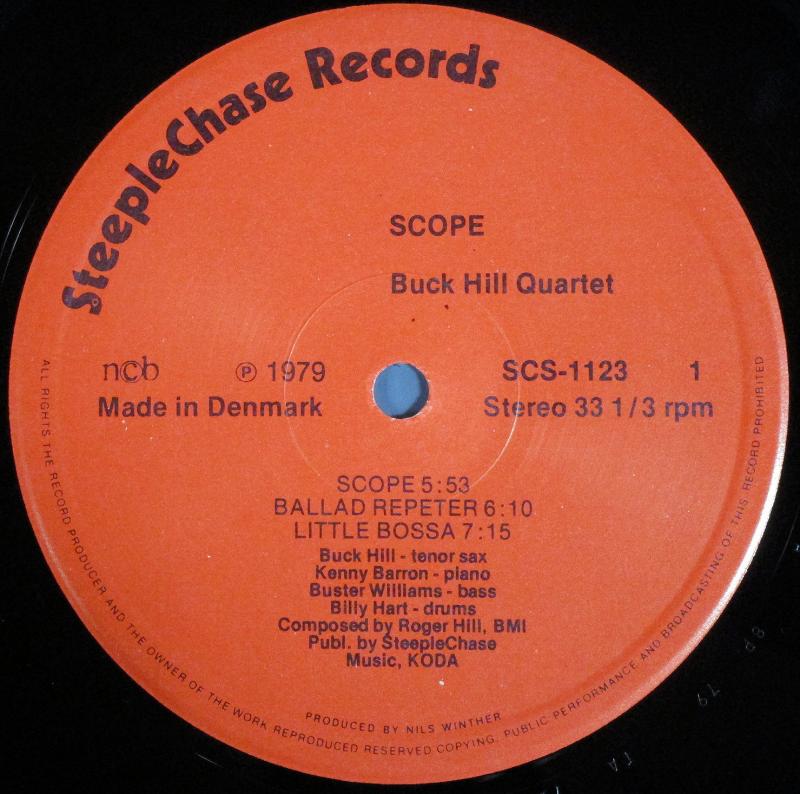 SteepleChase Records
SCOPE
Buck Hill Quartet
ncb ℗ 1979 SCS-1123 1
Made in Denmark Stereo 33 1/3 rpm
SCOPE 5:53
BALLAD REPETER 6:10
LITTLE BOSSA 7:15
Buck Hill - tenor sax
Kenny Barron - piano
Buster Williams - bass
Billy Hart - drums
Composed by Roger Hill, BMI
Publ. by SteepleChase
Music, KODA
PRODUCED BY NILS WINTHER
ALL RIGHTS THE RECORD PRODUCER AND THE OWNER OF THE WORK REPRODUCED RESERVED COPYING, PUBLIC PERFORMANCE AND BROADCASTING OF THIS RECORD PROHIBITED